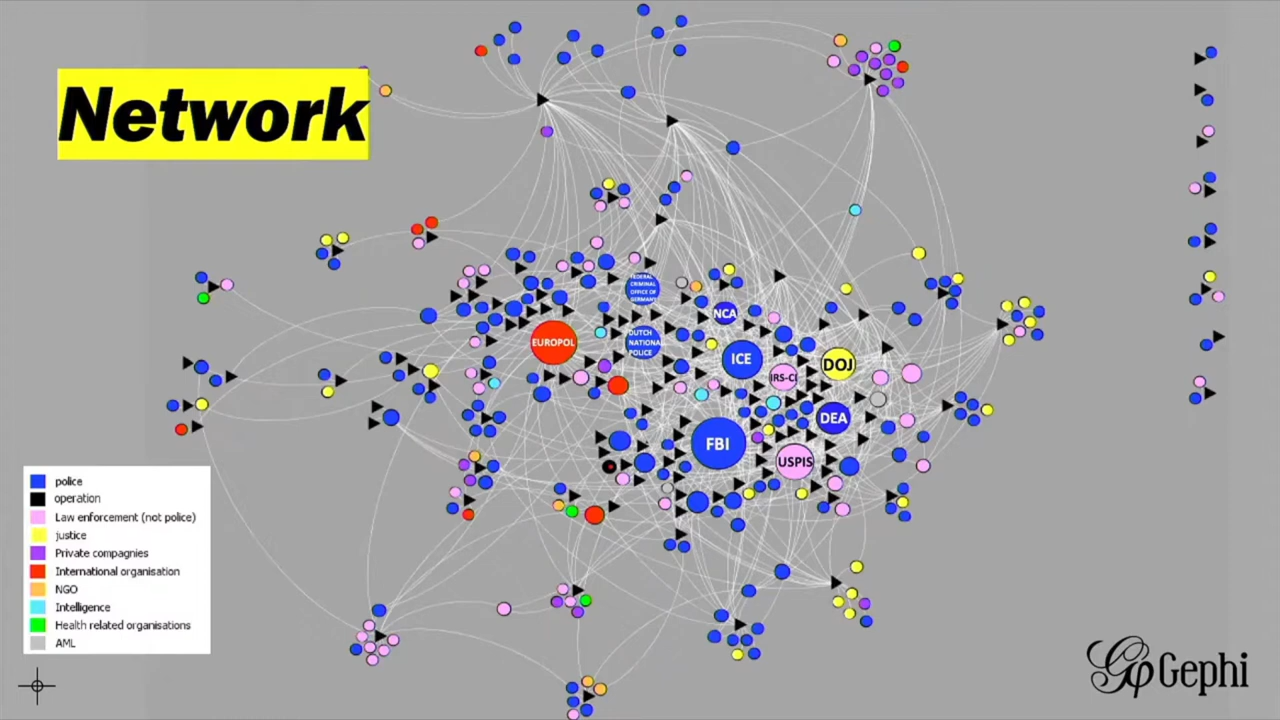 Network
FEDERAL
CRIMINAL
OFFICE OF
GERMANY
NCA
EUROPOL
DUTCH
NATIONAL
POLICE
ICE
DOJ
IRS-CI
DEA
FBI
USPIS
police
operation
Law enforcement (not police)
justice
Private compagnies
International organisation
NGO
Intelligence
Health related organisations
AML
Gephi